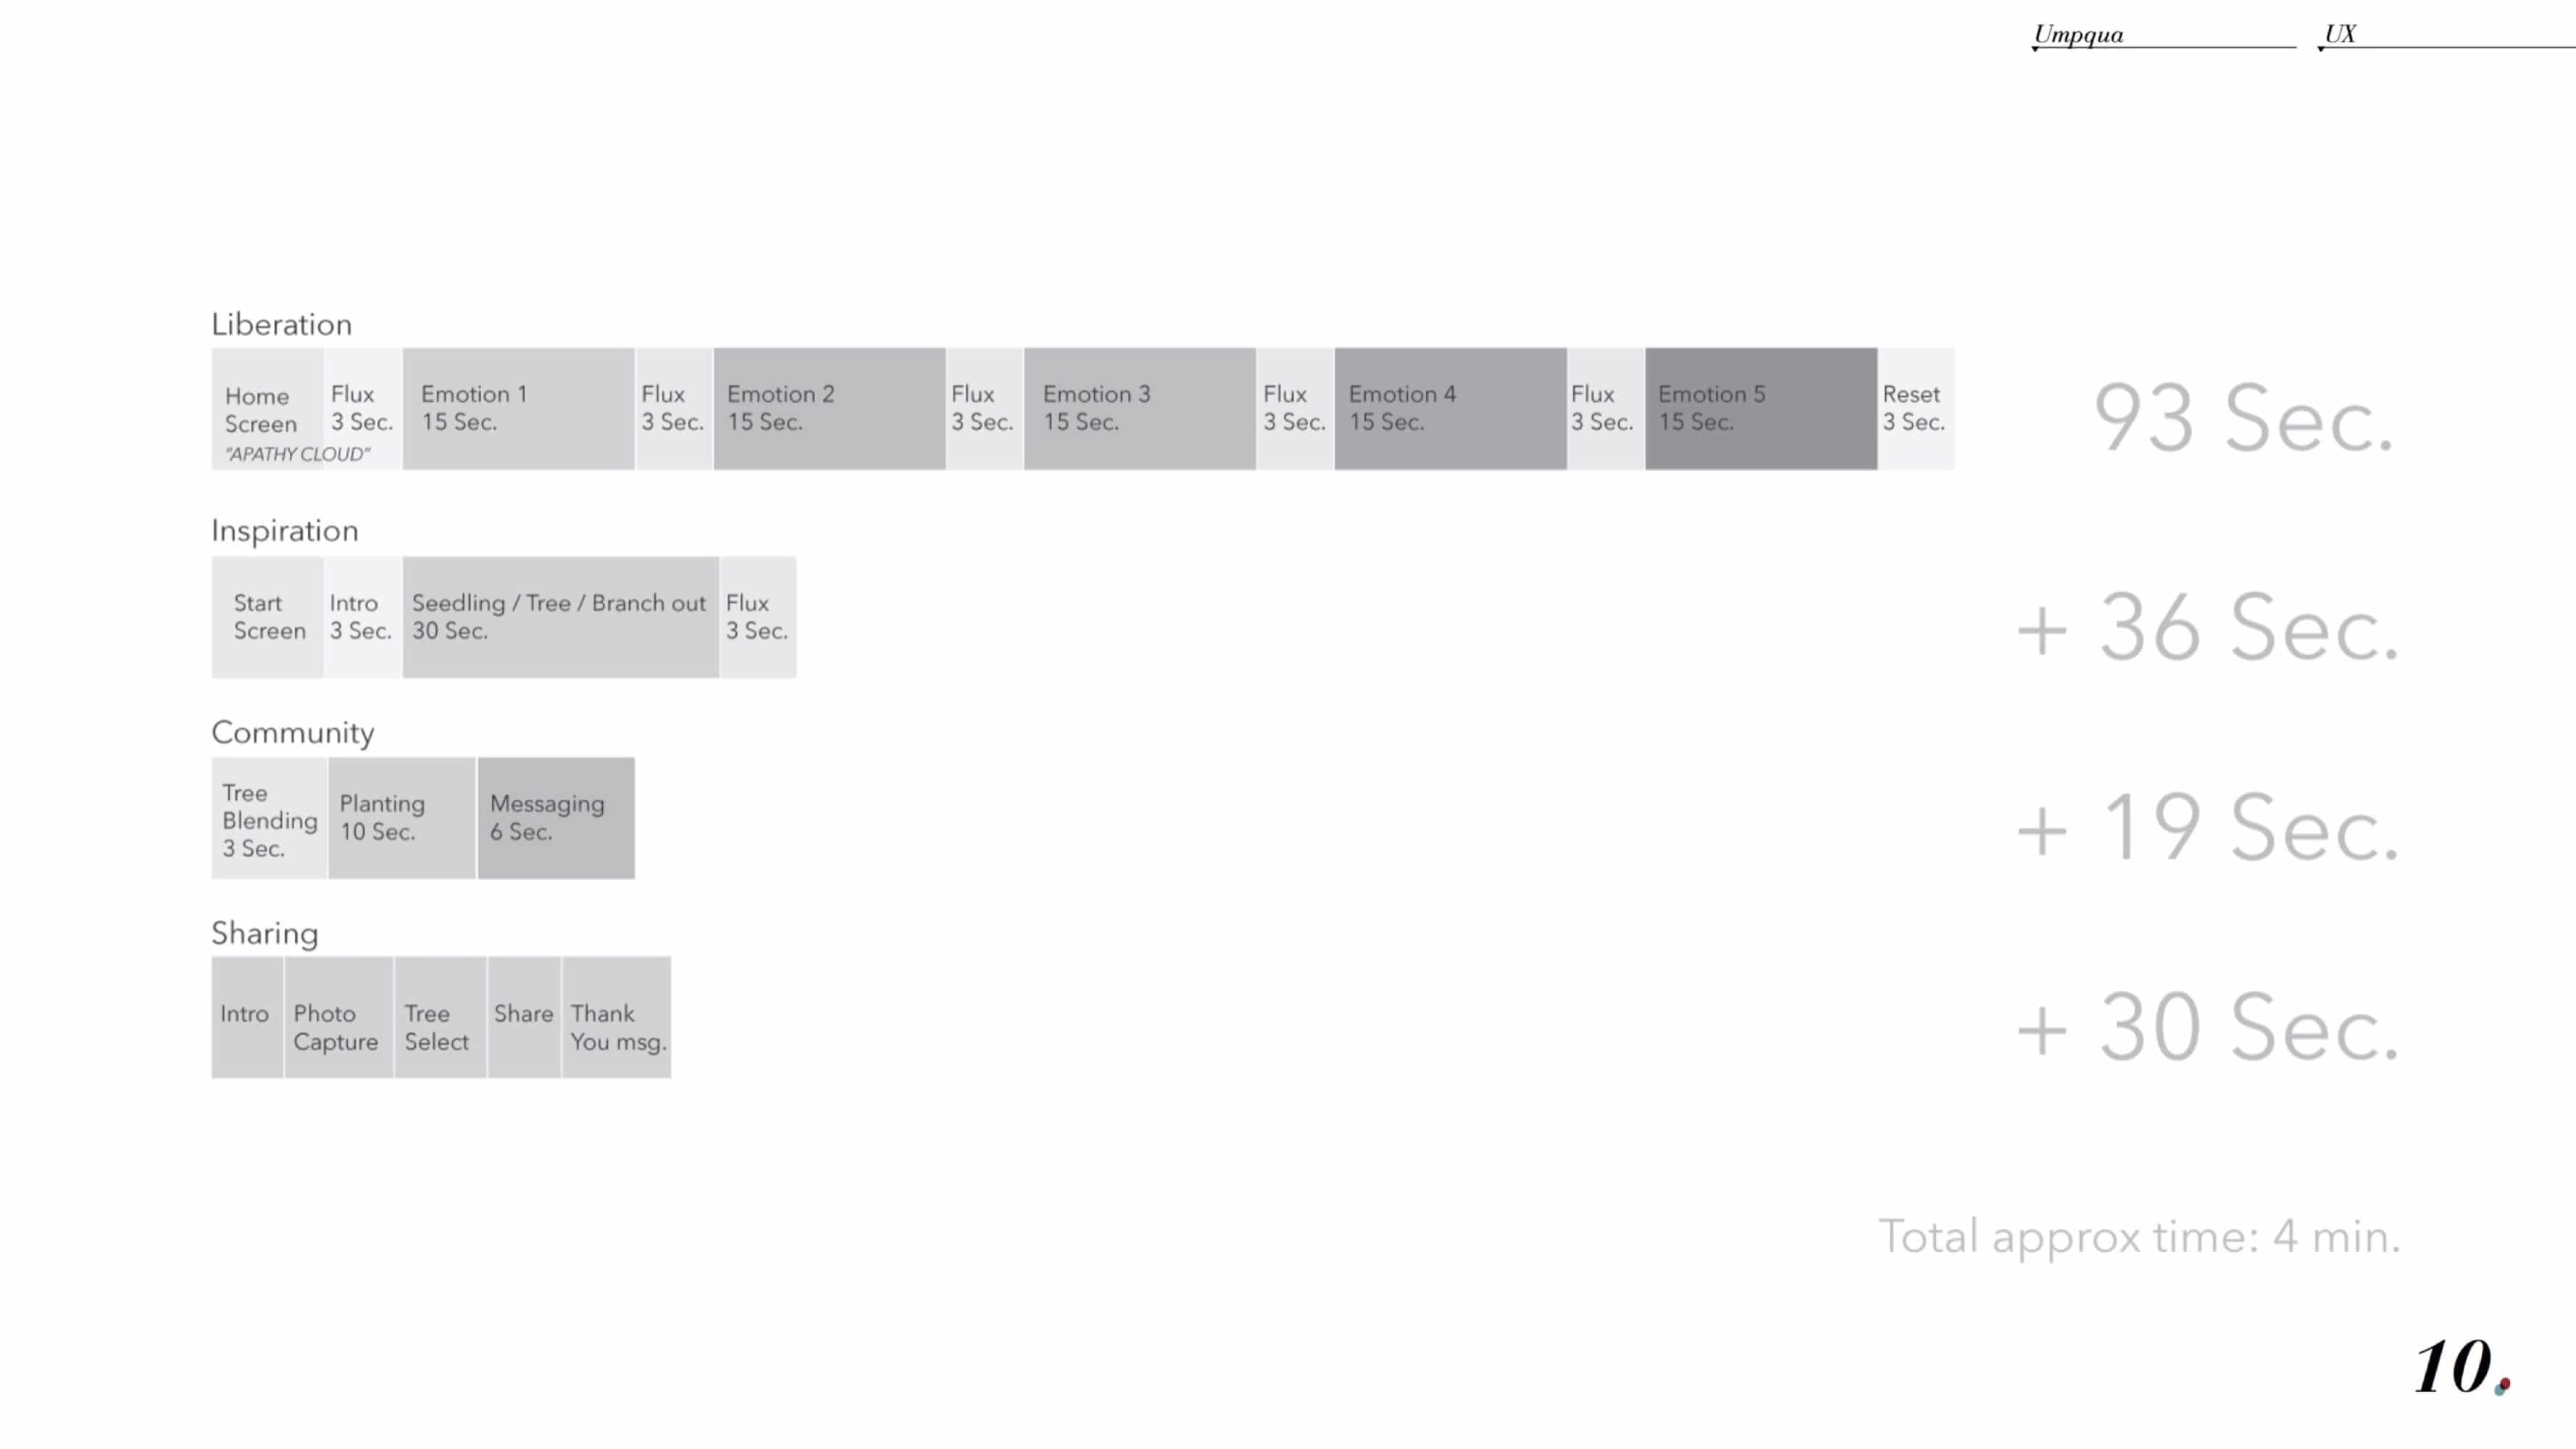 Umpqua
UX
Liberation
Home
Screen
"APATHY CLOUD"
Flux
3 Sec.
Emotion 1
15 Sec.
Flux
3 Sec.
Emotion 2
15 Sec.
Flux
3 Sec.
Emotion 3
15 Sec.
Flux
3 Sec.
Emotion 4
15 Sec.
Flux
3 Sec.
Emotion 5
15 Sec.
Reset
3 Sec.
93 Sec.
Inspiration
Start
Screen
Intro
3 Sec.
Seedling / Tree / Branch out
30 Sec.
Flux
3 Sec.
+ 36 Sec.
Community
Tree
Blending
3 Sec.
Planting
10 Sec.
Messaging
6 Sec.
+ 19 Sec.
Sharing
Intro
Photo
Capture
Tree
Select
Share
Thank
You msg.
+ 30 Sec.
Total approx time: 4 min.
10.